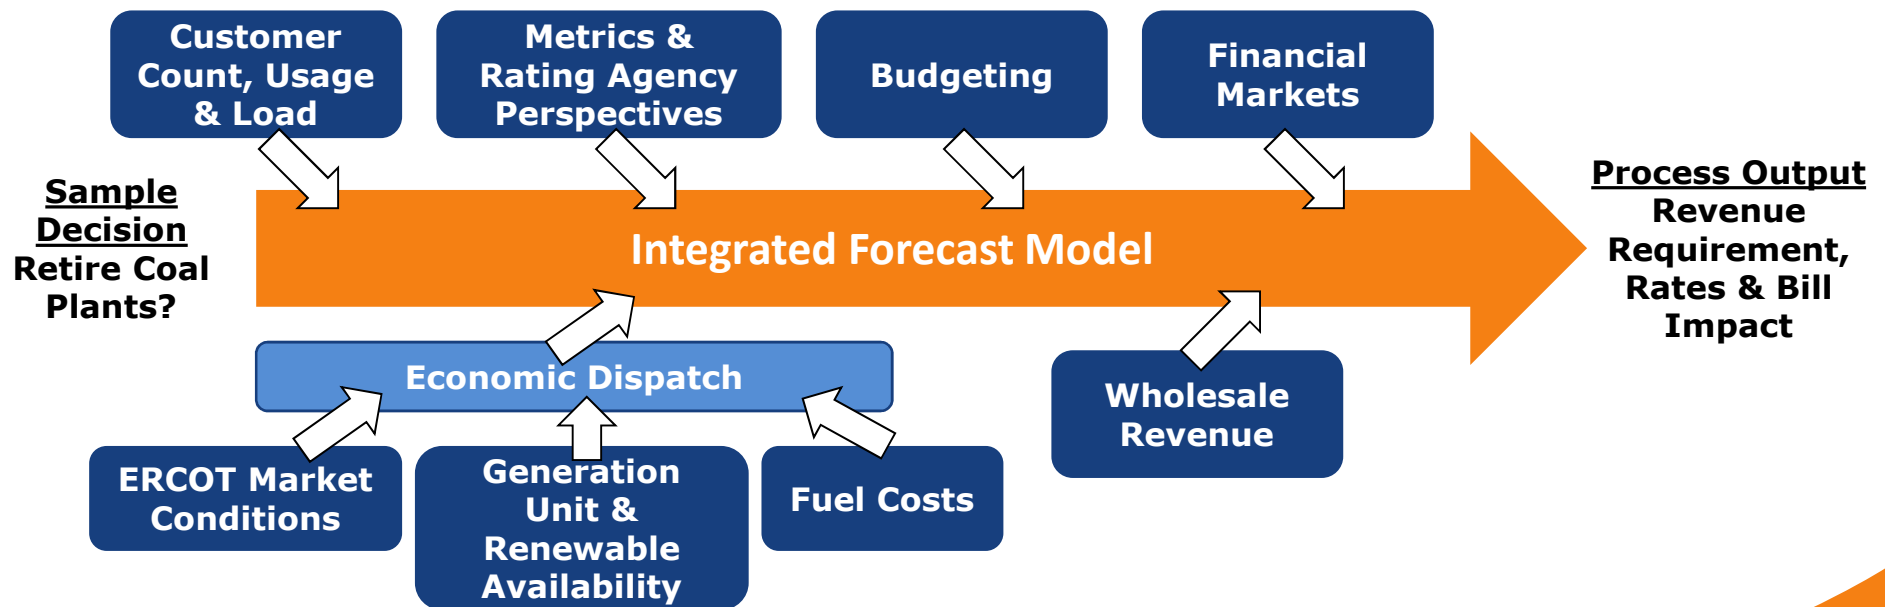 Customer
Count, Usage
& Load
Metrics &
Rating Agency
Perspectives
Budgeting
Financial
Markets
Sample
Decision
Retire Coal
Plants?
Integrated Forecast Model
Process Output
Revenue
Requirement,
Rates & Bill
Impact
Economic Dispatch
Wholesale
Revenue
ERCOT Market
Conditions
Generation
Unit &
Renewable
Availability
Fuel Costs